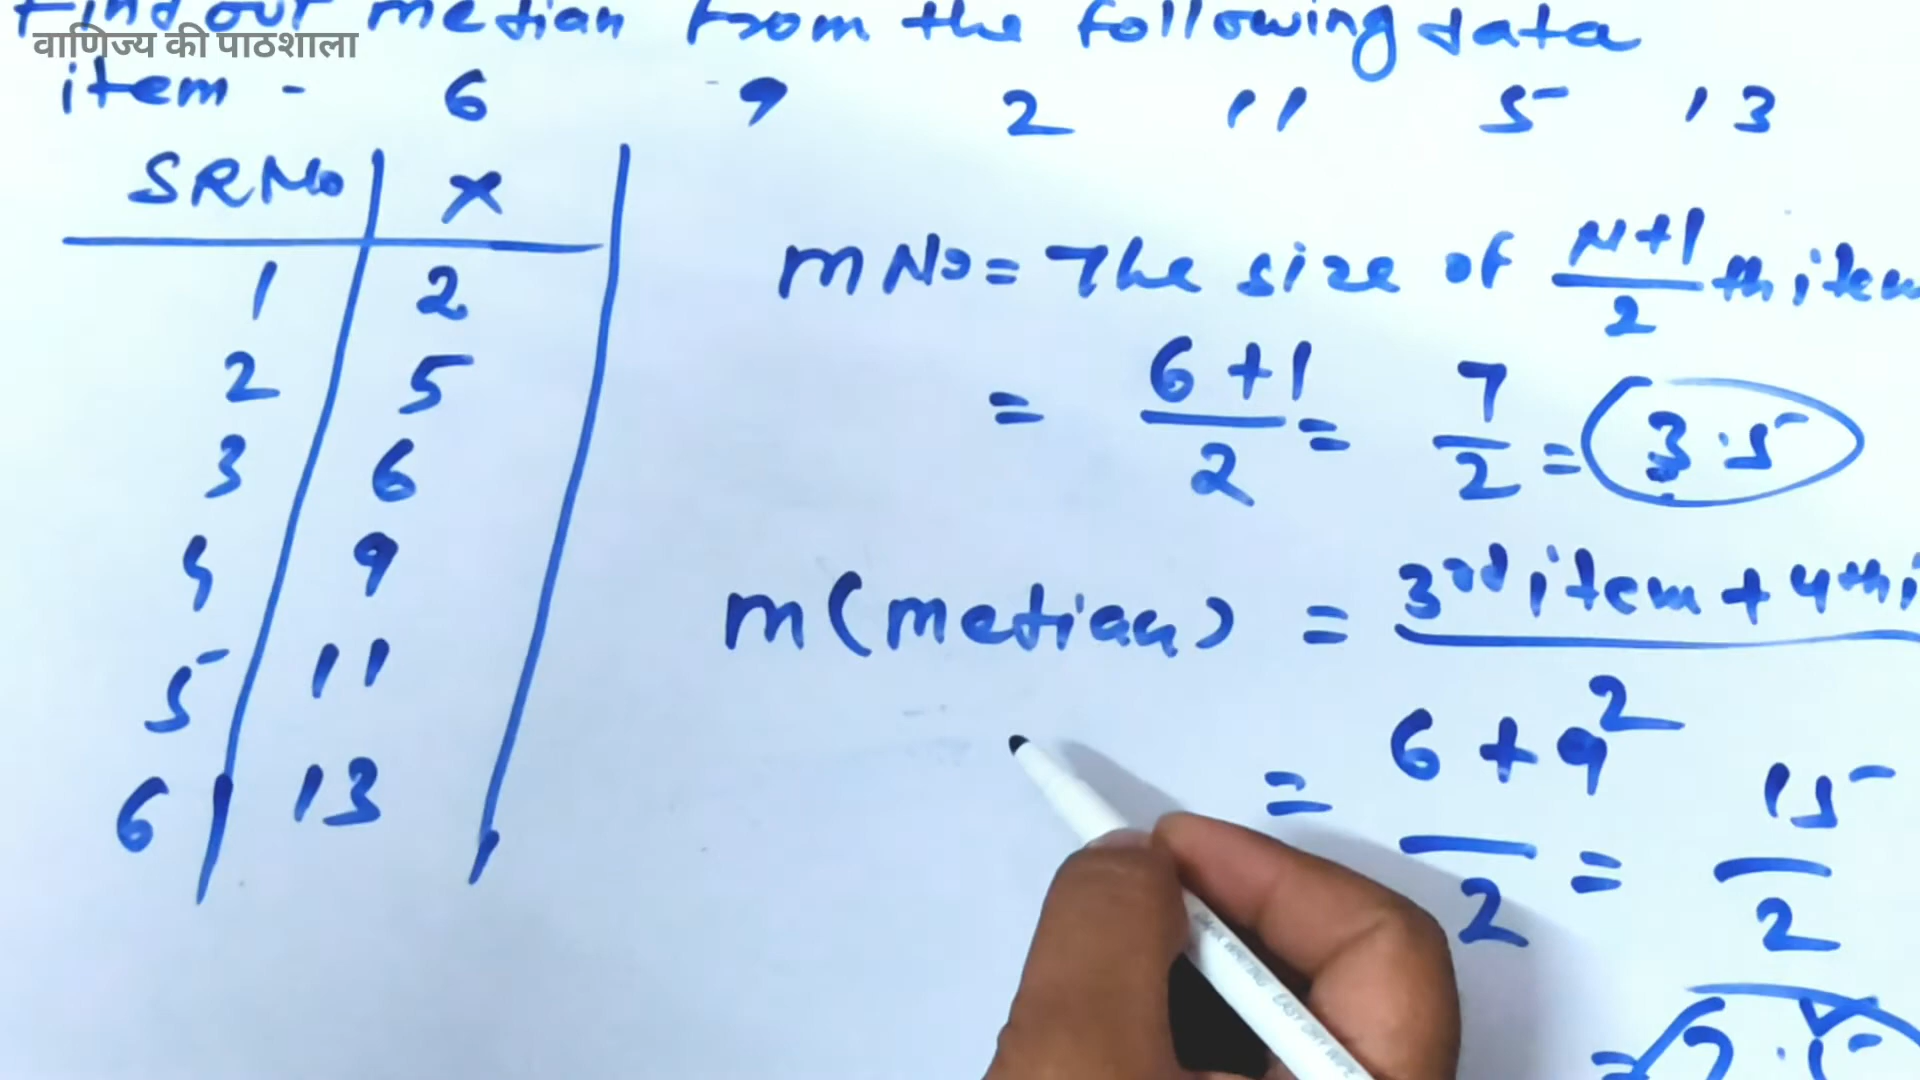 Find out median from the following data
वाणिज्य की पाठशाला
item - 6 9 2 11 5 13
SR No X
1 2
2 5
3 6
4 9
5 11
6 13
M No = The size of N+1/2 th item
= 6+1/2 = 7/2 = 3.5
M (median) = 3rd item + 4th i
2
= 6+9/2 = 15/2
= 7.5